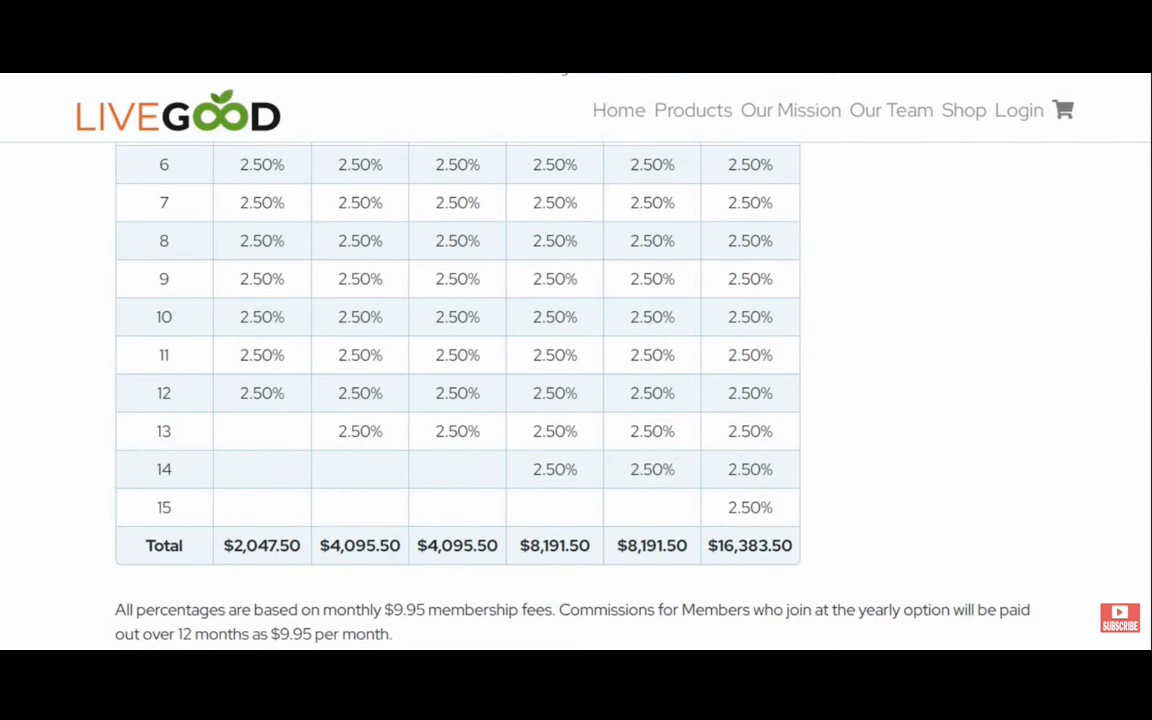 LIVEGOOD
Home Products Our Mission Our Team Shop Login
6 2.50% 2.50% 2.50% 2.50% 2.50% 2.50%
7 2.50% 2.50% 2.50% 2.50% 2.50% 2.50%
8 2.50% 2.50% 2.50% 2.50% 2.50% 2.50%
9 2.50% 2.50% 2.50% 2.50% 2.50% 2.50%
10 2.50% 2.50% 2.50% 2.50% 2.50% 2.50%
11 2.50% 2.50% 2.50% 2.50% 2.50% 2.50%
12 2.50% 2.50% 2.50% 2.50% 2.50% 2.50%
13 2.50% 2.50% 2.50% 2.50% 2.50%
14 2.50% 2.50% 2.50%
15 2.50%
Total $2,047.50 $4,095.50 $4,095.50 $8,191.50 $8,191.50 $16,383.50
All percentages are based on monthly $9.95 membership fees. Commissions for Members who join at the yearly option will be paid
out over 12 months as $9.95 per month.
SUBSCRIBE